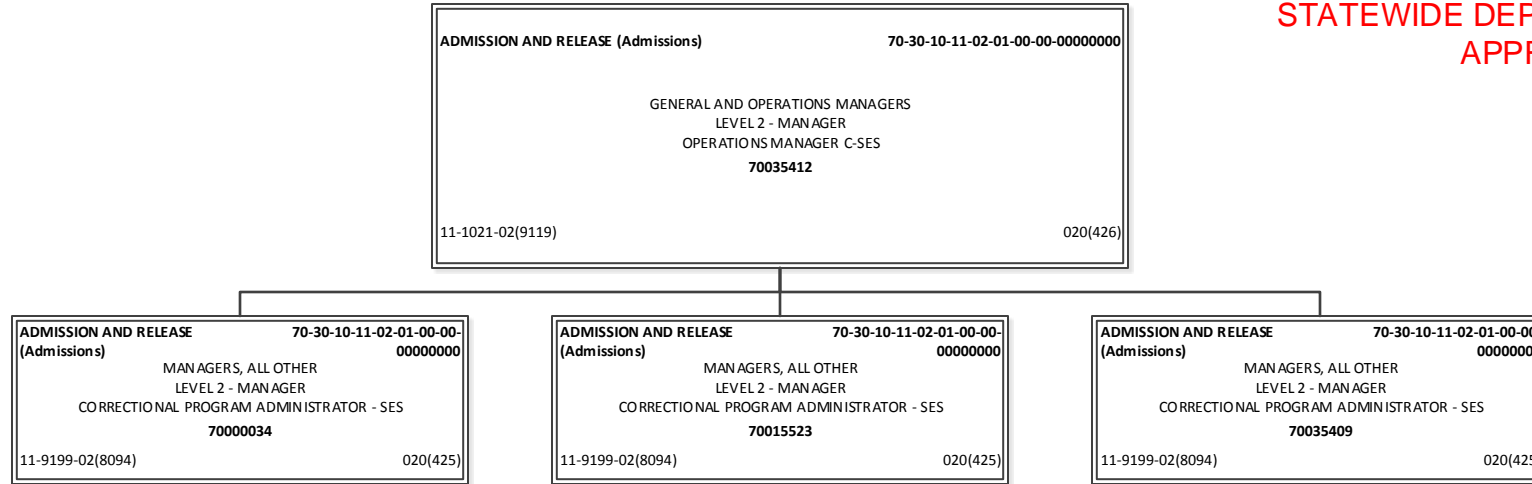 STATEWIDE DEP
APPR
ADMISSION AND RELEASE (Admissions) 70-30-10-11-02-01-00-00-00000000
GENERAL AND OPERATIONS MANAGERS
LEVEL 2 - MANAGER
OPERATIONS MANAGER C-SES
70035412
11-1021-02(9119) 020(426)
ADMISSION AND RELEASE 70-30-10-11-02-01-00-00-
(Admissions) 00000000
MANAGERS, ALL OTHER
LEVEL 2 - MANAGER
CORRECTIONAL PROGRAM ADMINISTRATOR - SES
70000034
11-9199-02(8094) 020(425)
ADMISSION AND RELEASE 70-30-10-11-02-01-00-00-
(Admissions) 00000000
MANAGERS, ALL OTHER
LEVEL 2 - MANAGER
CORRECTIONAL PROGRAM ADMINISTRATOR - SES
70015523
11-9199-02(8094) 020(425)
ADMISSION AND RELEASE 70-30-10-11-02-01-00-00
(Admissions) 0000000
MANAGERS, ALL OTHER
LEVEL 2 - MANAGER
CORRECTIONAL PROGRAM ADMINISTRATOR - SES
70035409
11-9199-02(8094) 020(425